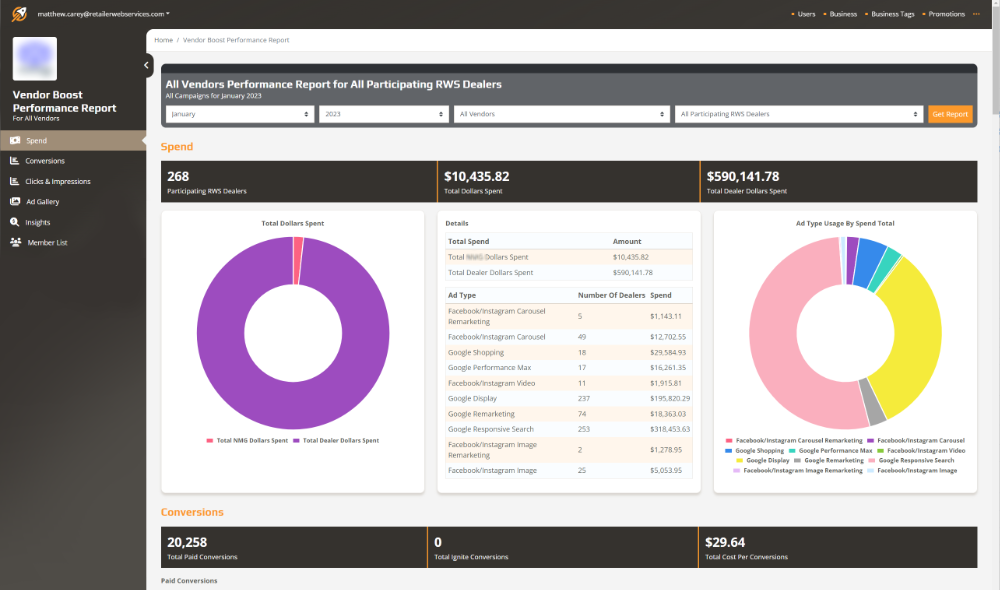 matthew.carey@retailerwebservices.com
Users Business Business Tags Promotions
Home / Vendor Boost Performance Report
Vendor Boost
Performance Report
For All Vendors
Spend
Conversions
Clicks & Impressions
Ad Gallery
Insights
Member List
All Vendors Performance Report for All Participating RWS Dealers
All Campaigns for January 2023
January 2023 All Vendors All Participating RWS Dealers Get Report
Spend
268 $10,435.82 $590,141.78
Participating RWS Dealers Total Dollars Spent Total Dealer Dollars Spent
Total Dollars Spent
Total NMG Dollars Spent Total Dealer Dollars Spent
Details
Total Spend Amount
Total NMG Dollars Spent $10,435.82
Total Dealer Dollars Spent $590,141.78
Ad Type Number Of Dealers Spend
Facebook/Instagram Carousel
Remarketing 5 $1,143.11
Facebook/Instagram Carousel 49 $12,702.55
Google Shopping 18 $29,584.93
Google Performance Max 17 $16,261.35
Facebook/Instagram Video 11 $1,915.81
Google Display 237 $195,820.29
Google Remarketing 74 $18,363.03
Google Responsive Search 253 $318,453.63
Facebook/Instagram Image
Remarketing 2 $1,278.95
Facebook/Instagram Image 25 $5,053.95
Ad Type Usage By Spend Total
Facebook/Instagram Carousel Remarketing Facebook/Instagram Carousel
Google Shopping Google Performance Max Facebook/Instagram Video
Google Display Google Remarketing Google Responsive Search
Facebook/Instagram Image Remarketing Facebook/Instagram Image
Conversions
20,258 0 $29.64
Total Paid Conversions Total Ignite Conversions Total Cost Per Conversions
Paid Conversions